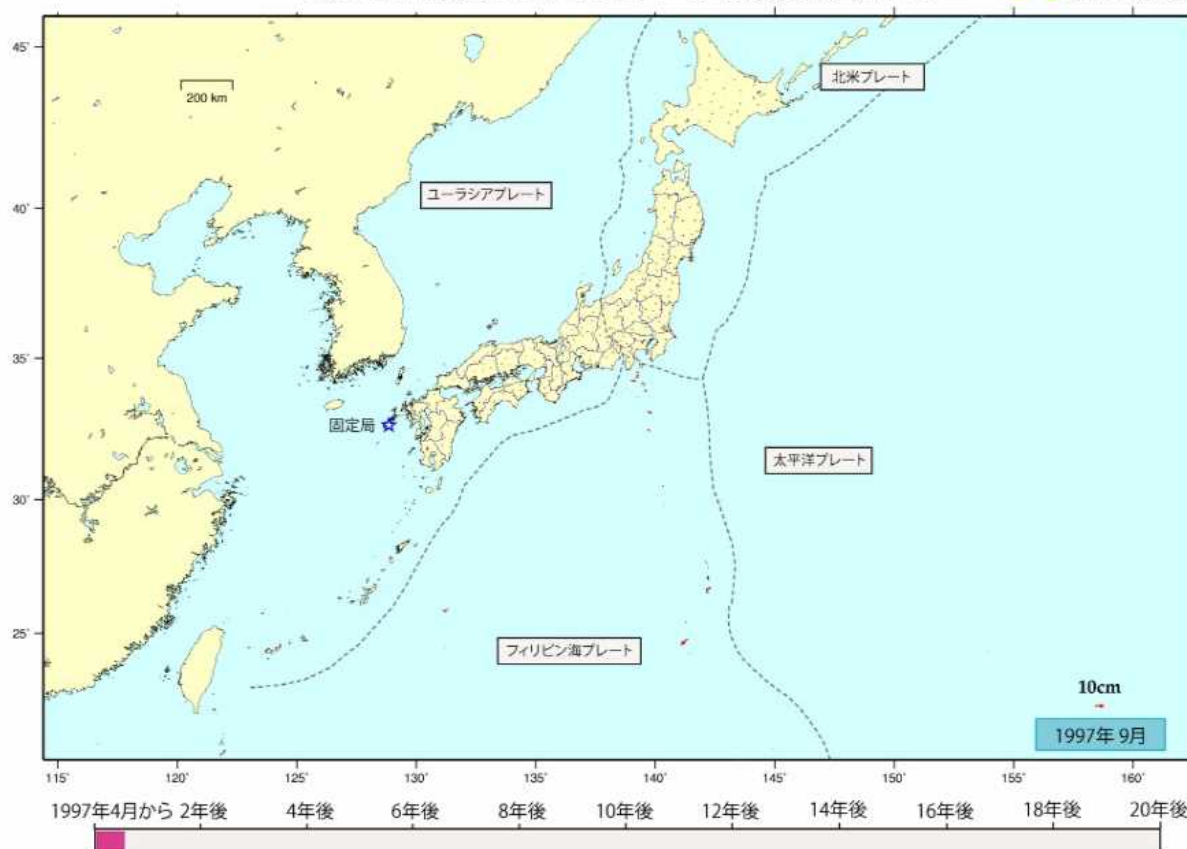 45°
200 km
北米プレート
ユーラシアプレート
40°
35°
固定局
太平洋プレート
30°
25°
フィリピン海プレート
10cm
1997年 9月
115° 120° 125° 130° 135° 140° 145° 150° 155° 160°
1997年4月から 2年後 4年後 6年後 8年後 10年後 12年後 14年後 16年後 18年後 20年後